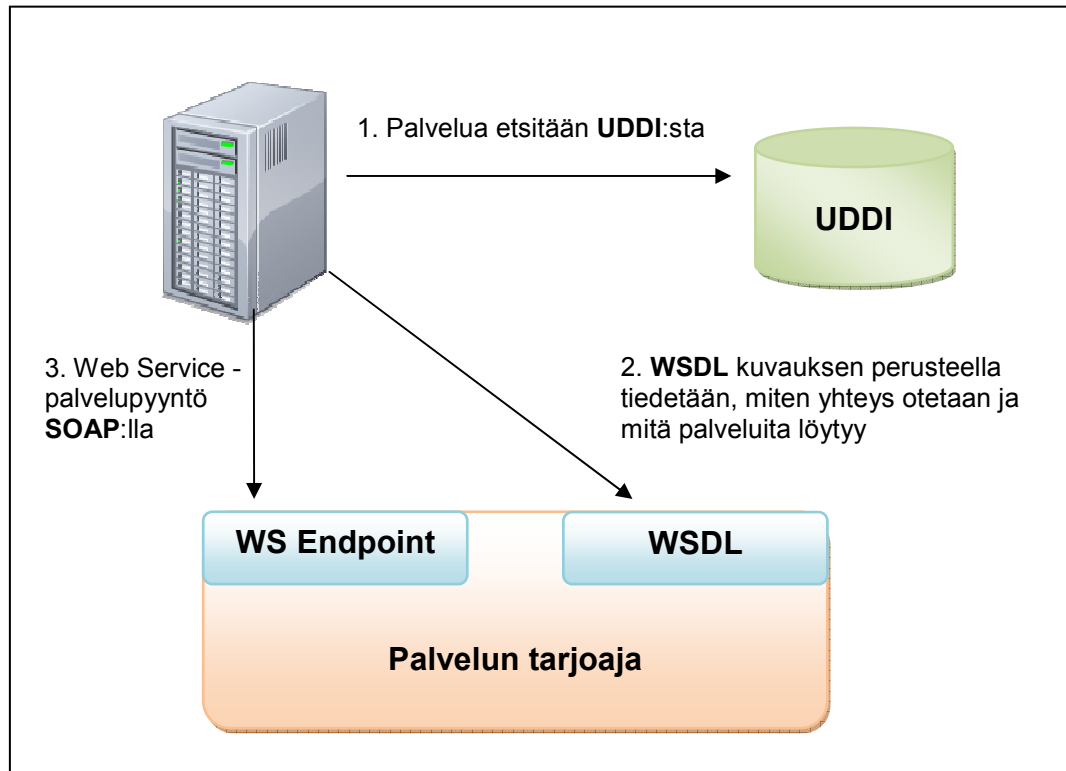 1. Palvelua etsitään UDDI:sta
UDDI
3. Web Service -
palvelupyyntö
SOAP:lla
2. WSDL kuvauksen perusteella
tiedetään, miten yhteys otetaan ja
mitä palveluita löytyy
WS Endpoint
WSDL
Palvelun tarjoaja